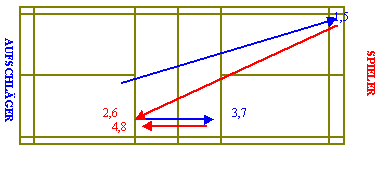 1,5
AUFSCHLÄGER
SPIELER
2,6
3,7
4,8